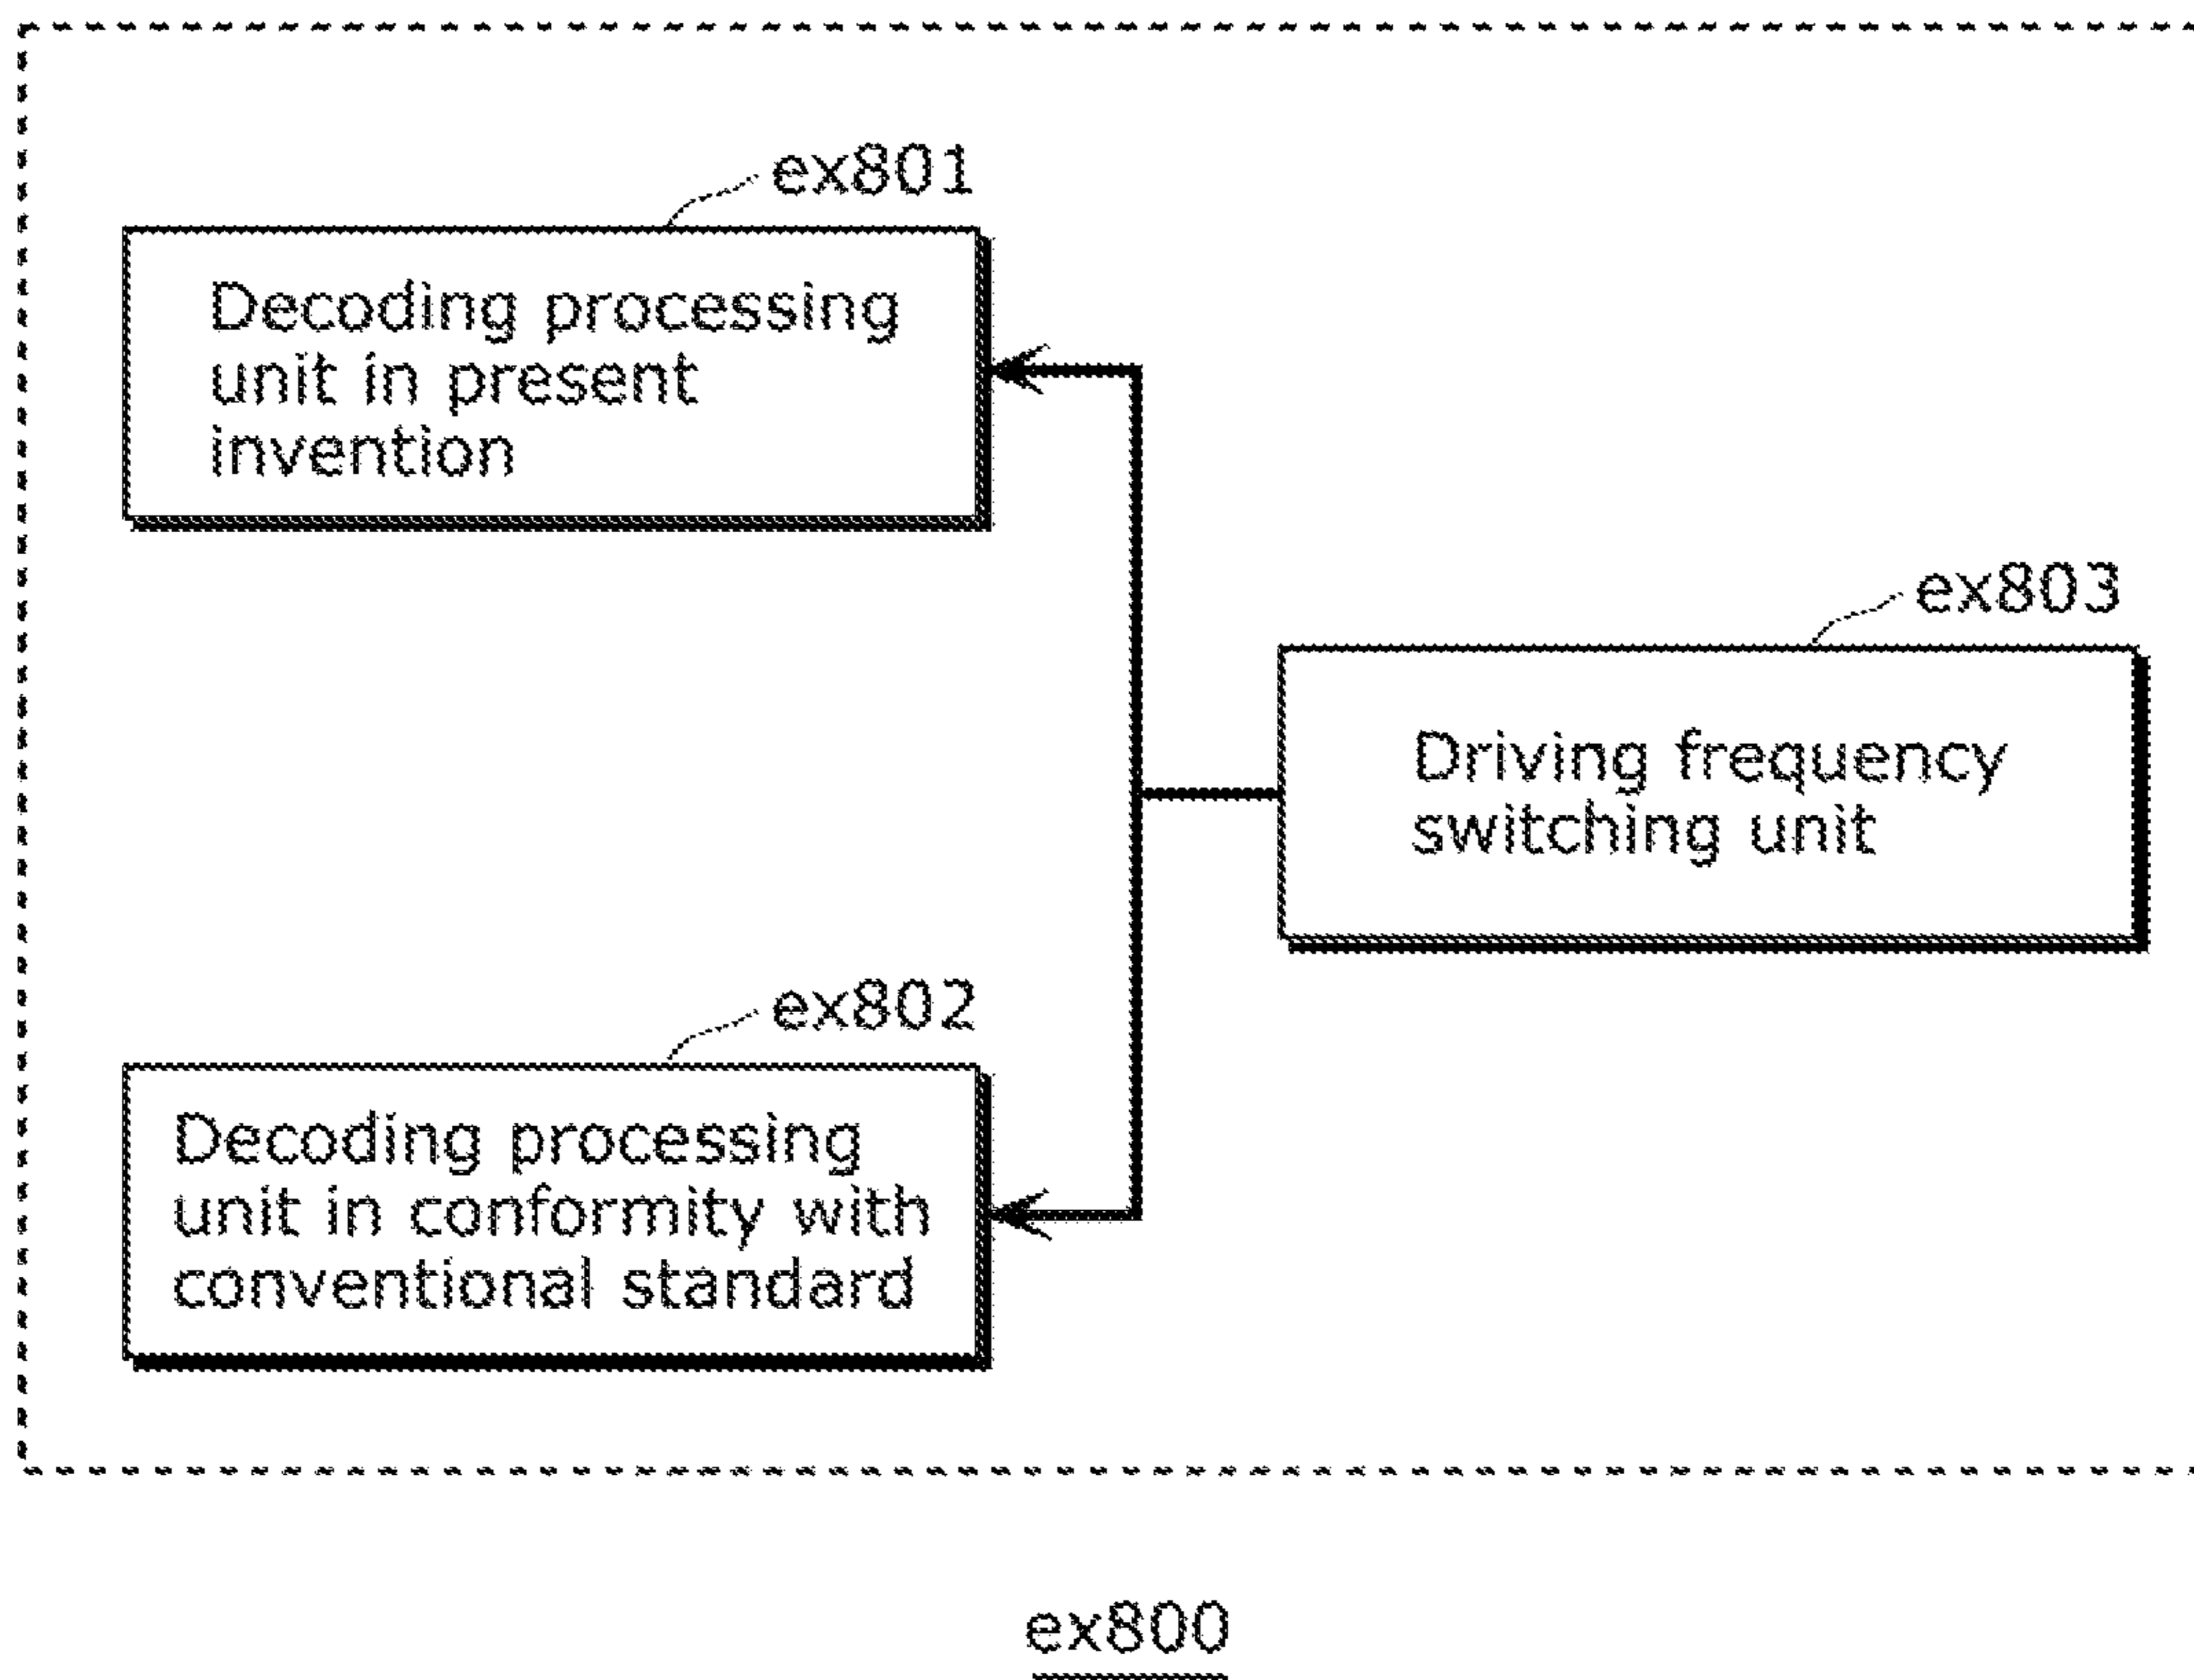 ex801
Decoding processing
unit in present
invention
ex803
Driving frequency
switching unit
ex802
Decoding processing
unit in conformity with
conventional standard
ex800